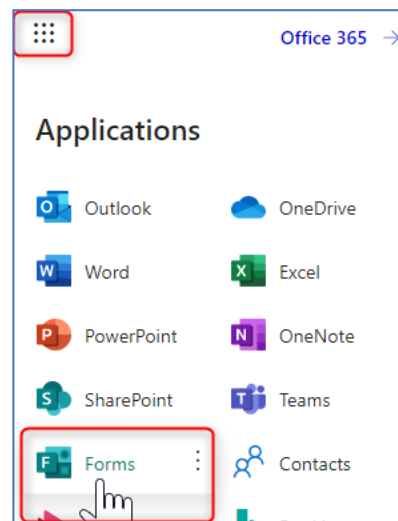 Office 365 →
Applications
Outlook OneDrive
Word Excel
PowerPoint OneNote
SharePoint Teams
Forms Contacts